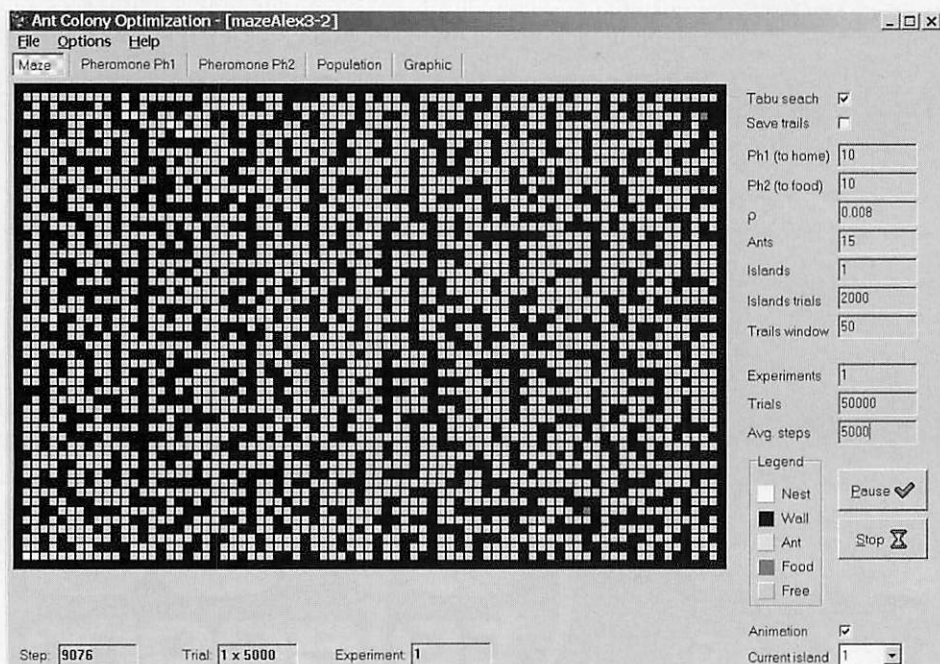 Ant Colony Optimization - [mazeAlex3-2]
File Options Help
Maze Pheromone Ph1 Pheromone Ph2 Population Graphic
Tabu seach
Save trails
Ph1 (to home) 10
Ph2 (to food) 10
ρ 0.008
Ants 15
Islands 1
Islands trials 2000
Trails window 50
Experiments 1
Trials 50000
Avg. steps 5000
Legend
Nest
Wall
Ant
Food
Free
Pause
Stop
Animation
Current island 1
Step: 9076 Trial: 1 x 5000 Experiment: 1